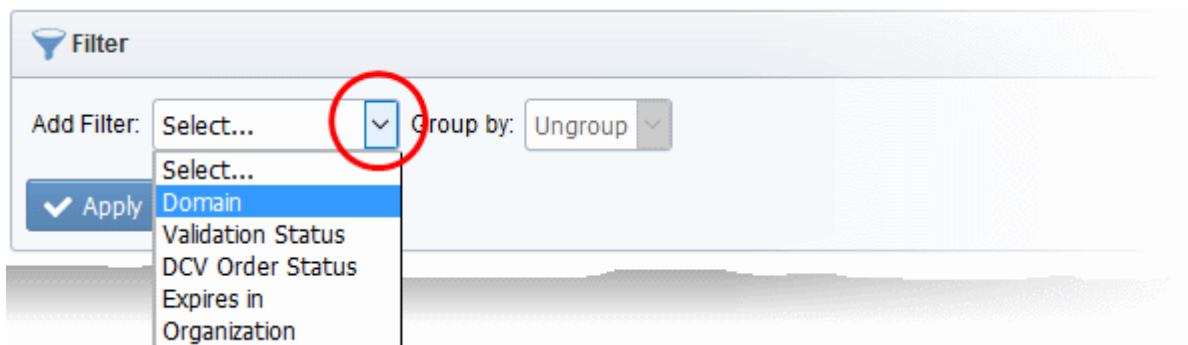 Filter
Add Filter: Select... Group by: Ungroup
Select...
Apply Domain
Validation Status
DCV Order Status
Expires in
Organization